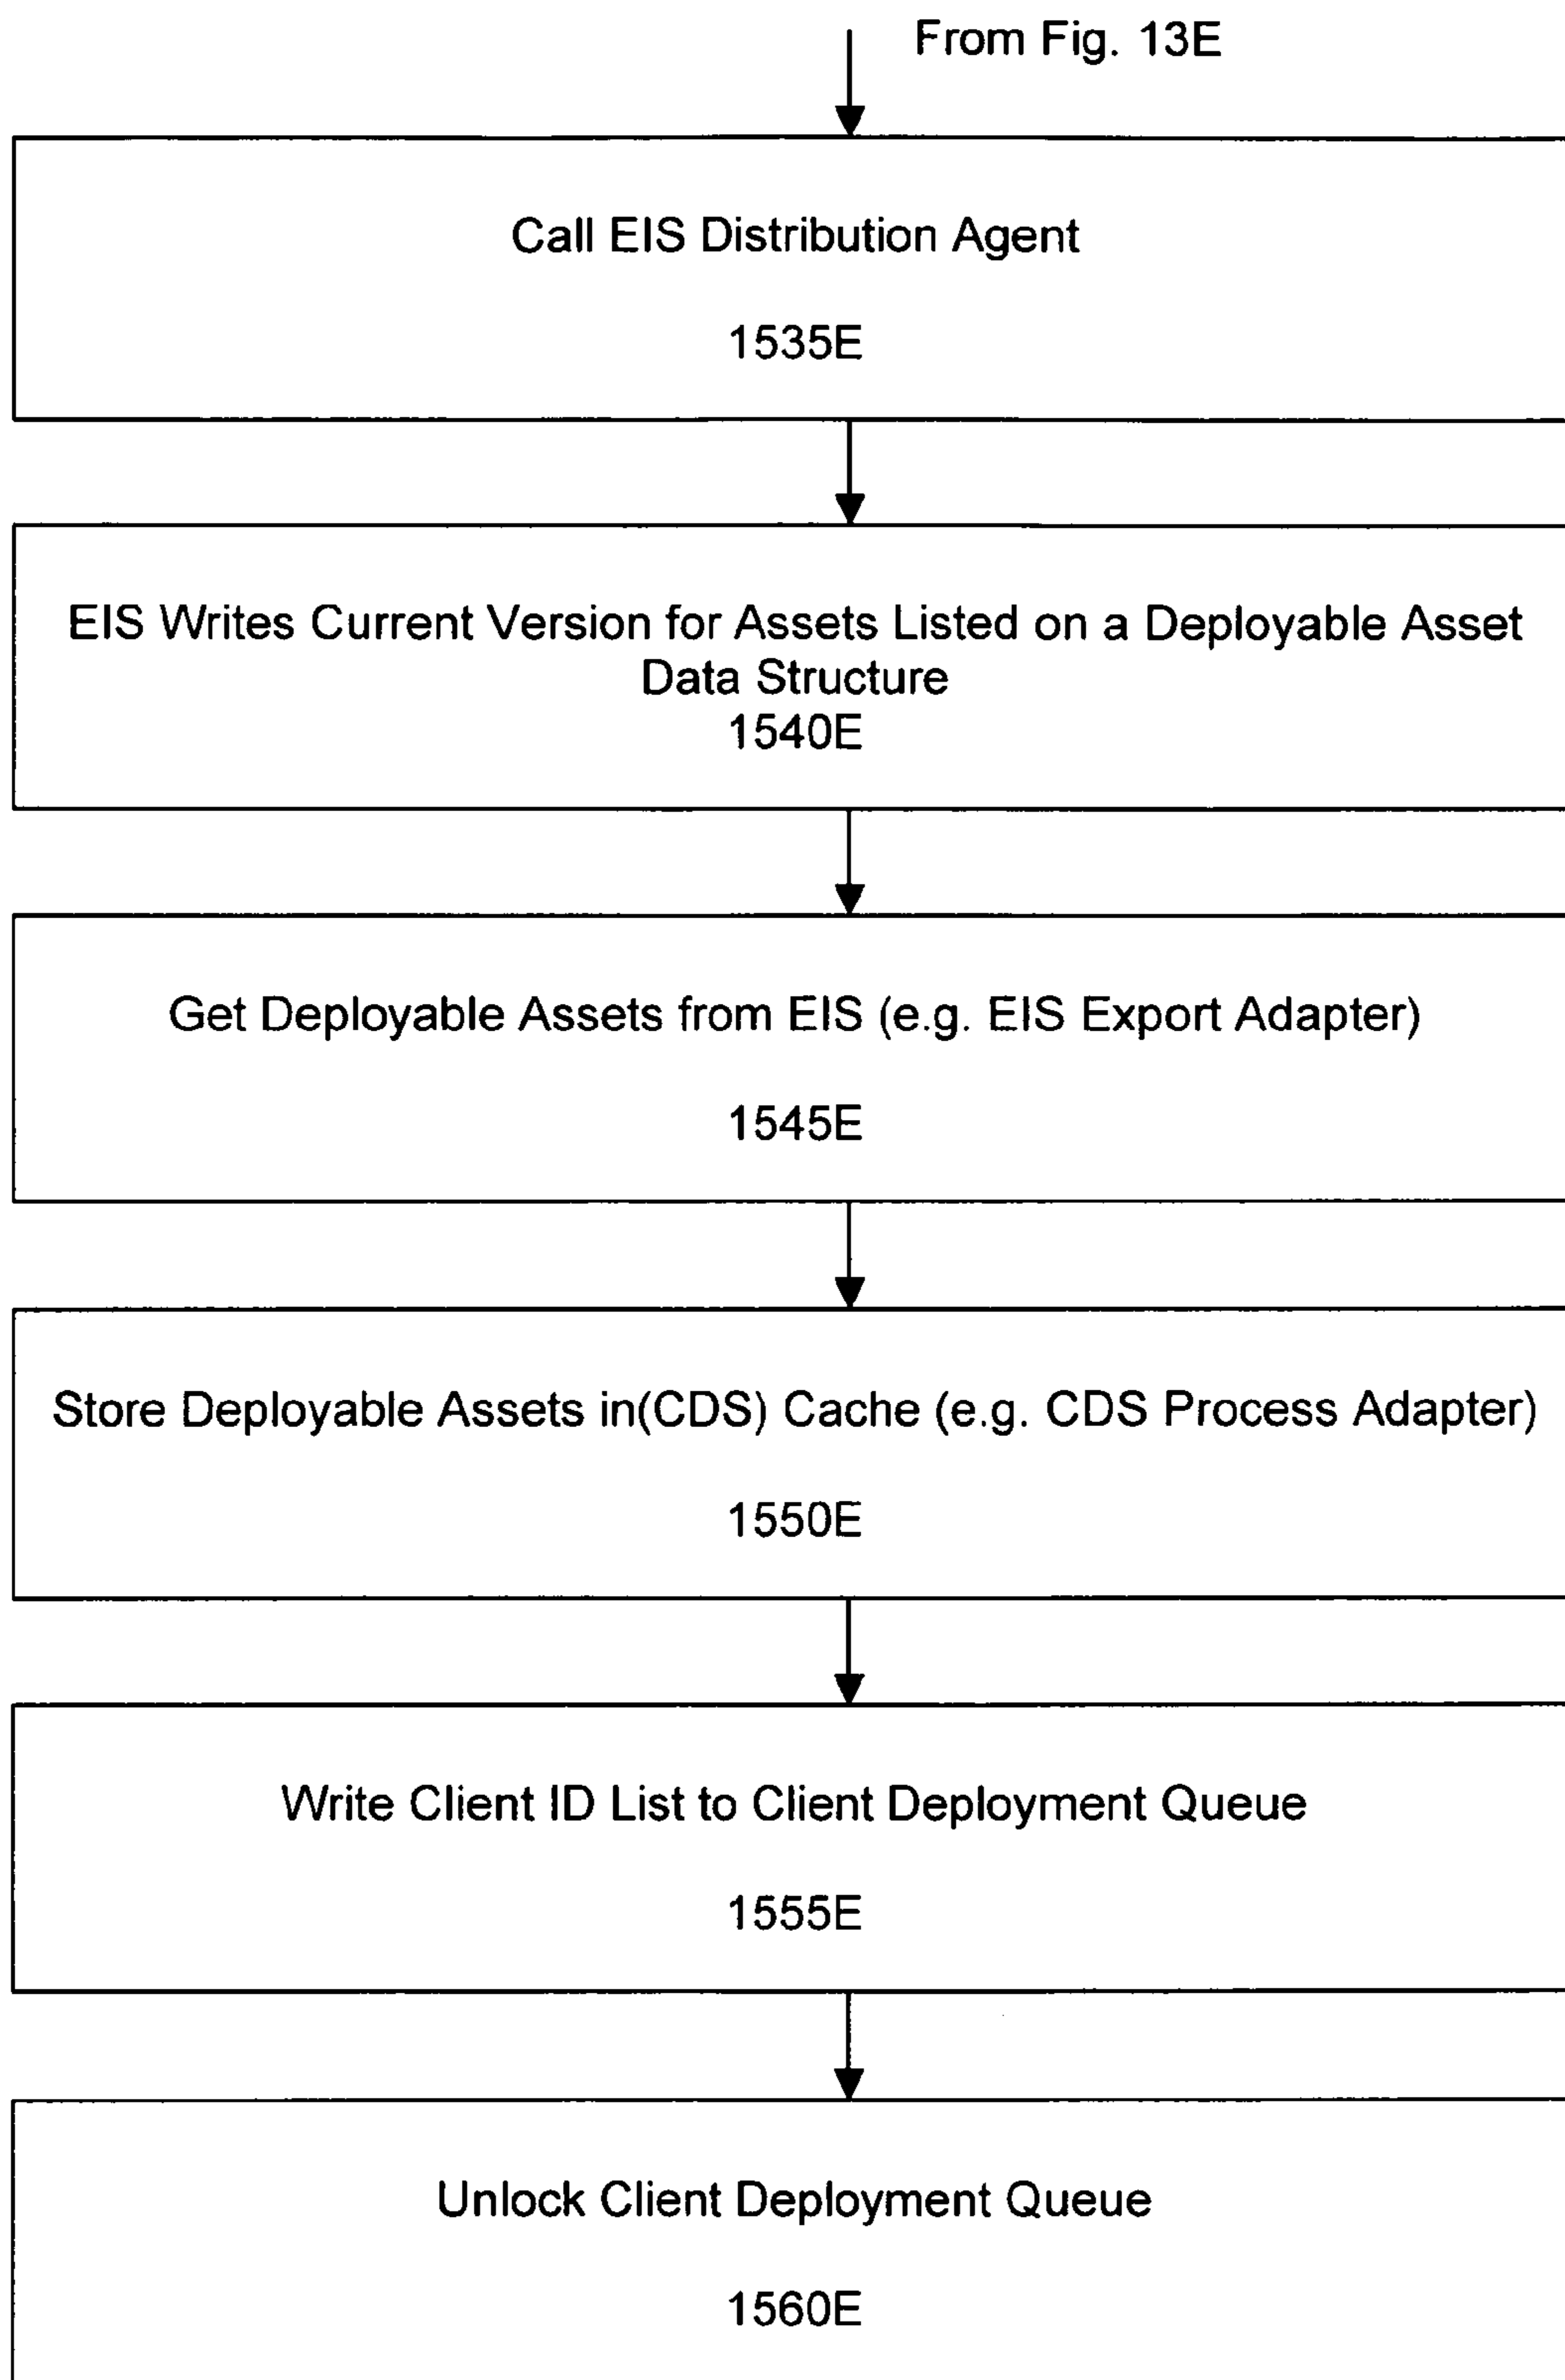 From Fig. 13E
Call EIS Distribution Agent
1535E
EIS Writes Current Version for Assets Listed on a Deployable Asset
Data Structure
1540E
Get Deployable Assets from EIS (e.g. EIS Export Adapter)
1545E
Store Deployable Assets in(CDS) Cache (e.g. CDS Process Adapter)
1550E
Write Client ID List to Client Deployment Queue
1555E
Unlock Client Deployment Queue
1560E